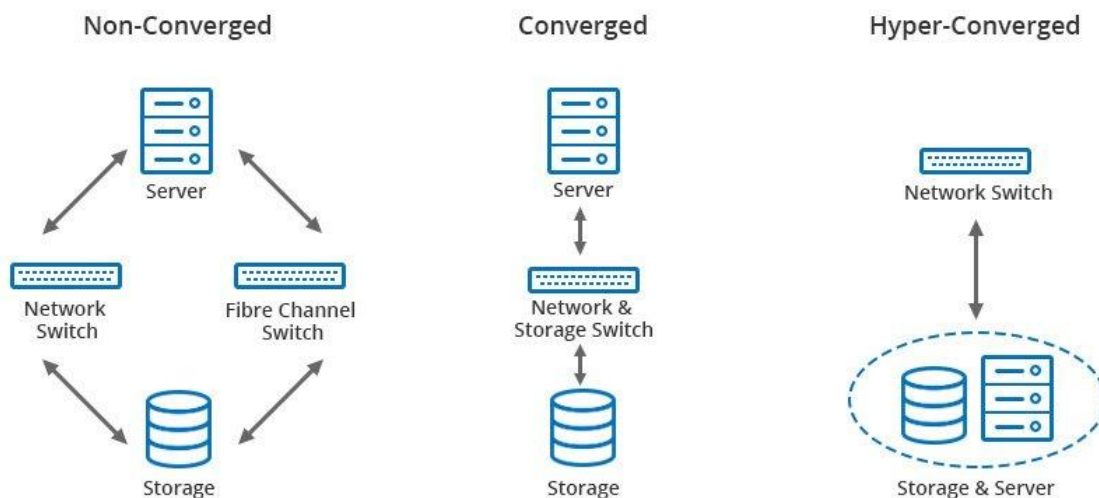 Non-Converged
Server
Network
Switch
Fibre Channel
Switch
Storage
Converged
Server
Network &
Storage Switch
Storage
Hyper-Converged
Network Switch
Storage & Server